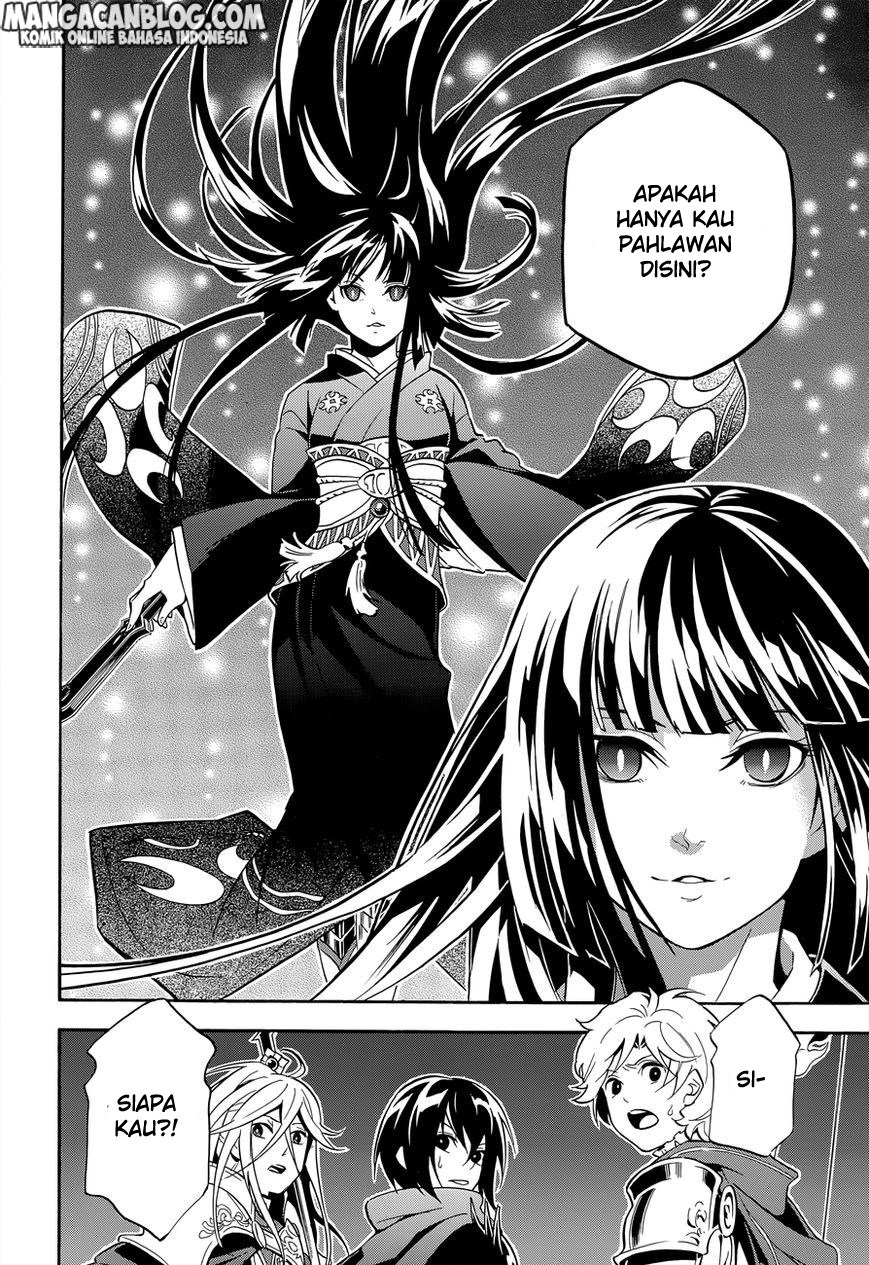 MANGACANBLOG.COM
KOMIK ONLINE BAHASA INDONESIA
APAKAH
HANYA KAU
PAHLAWAN
DISINI?
SI-
SIAPA
KAU?!